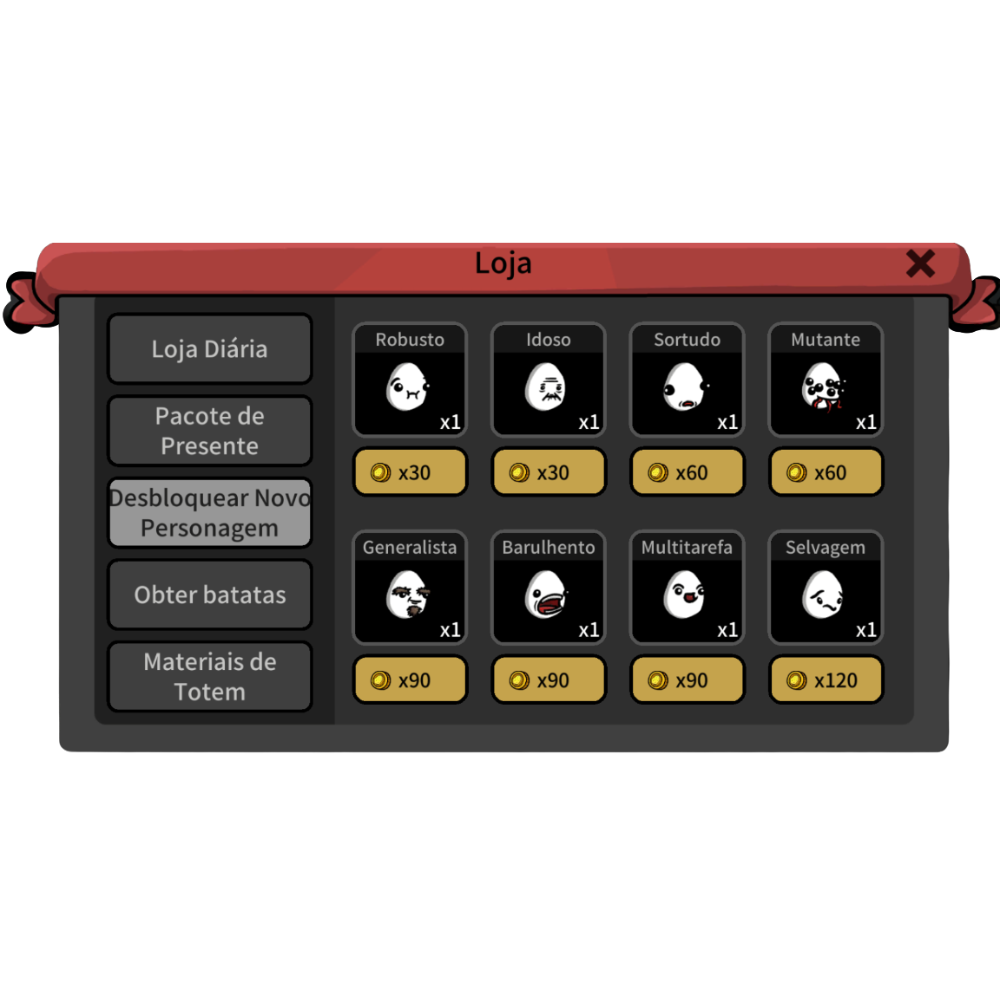 Loja
Loja Diária
Pacote de
Presente
Desbloquear Novo
Personagem
Obter batatas
Materiais de
Totem
Robusto
x1
x30
Idoso
x1
x30
Sortudo
x1
x60
Mutante
x1
x60
Generalista
x1
x90
Barulhento
x1
x90
Multitarefa
x1
x90
Selvagem
x1
x120